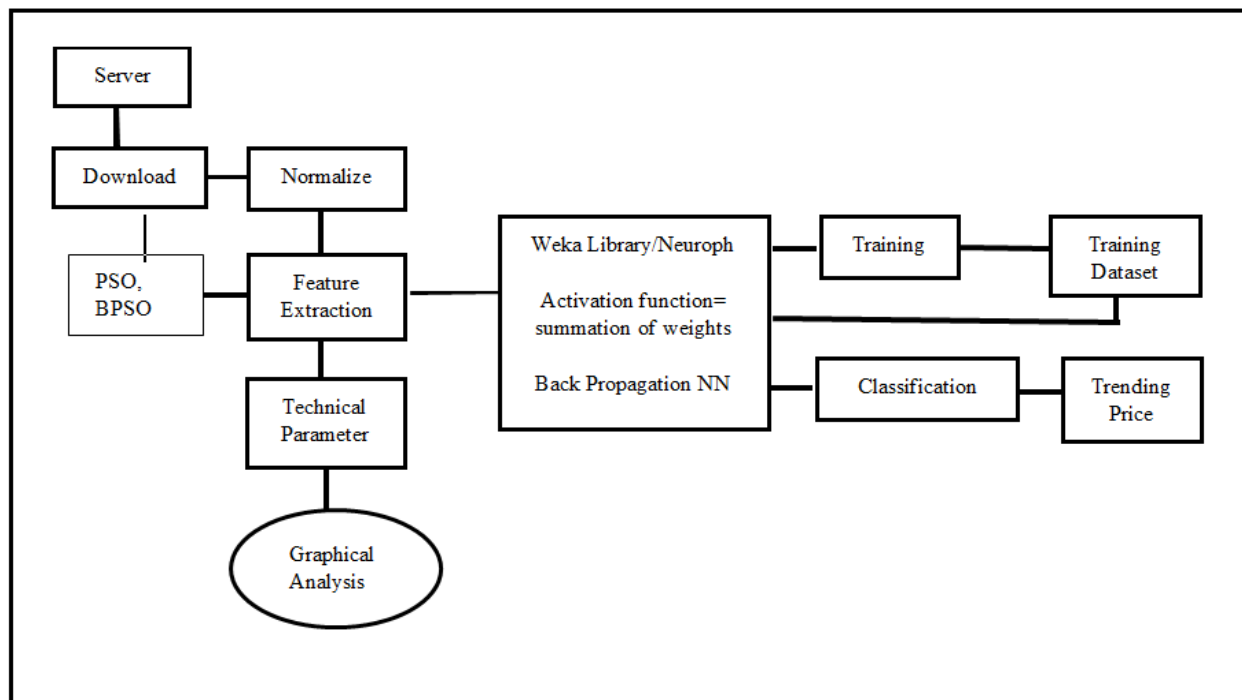 Server
Download
Normalize
PSO,
BPSO
Feature
Extraction
Technical
Parameter
Graphical
Analysis
Weka Library/Neuroph
Activation function=
summation of weights
Back Propagation NN
Training
Training
Dataset
Classification
Trending
Price